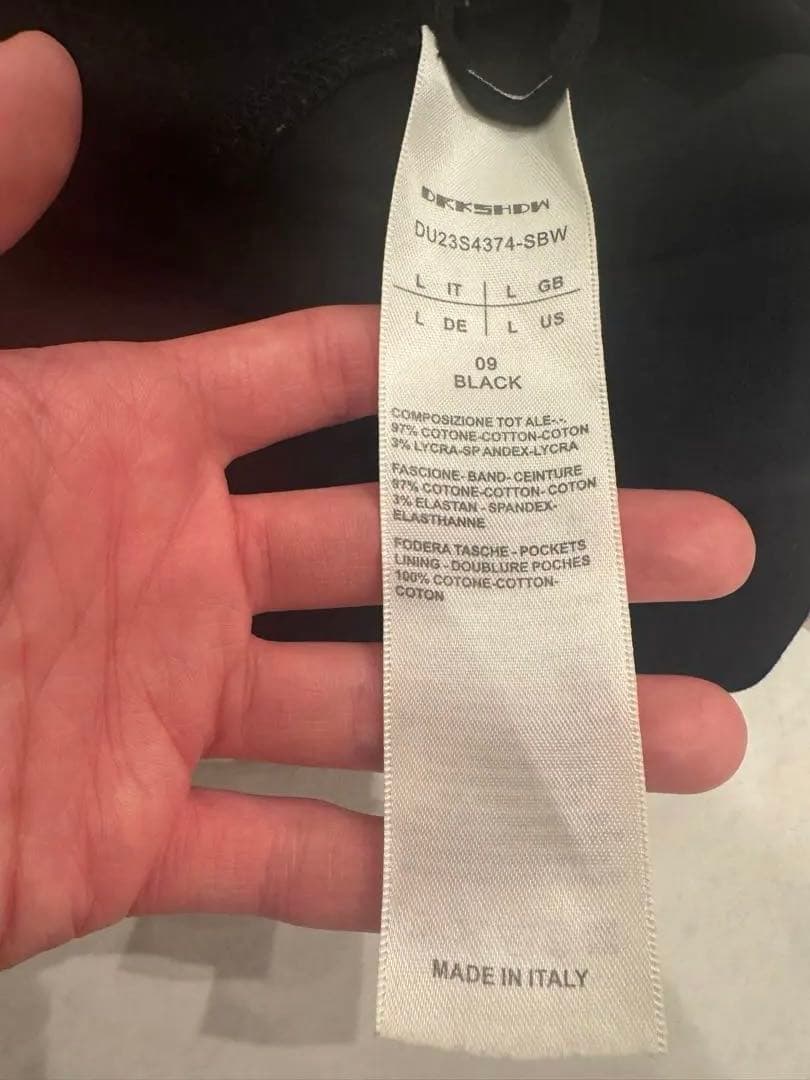 DRKSHDW
DU23S4374-SBW
L IT L GB
L DE L US
09
BLACK
COMPOSIZIONE TOT ALE-.
97% COTONE-COTTON-COTON
3% LYCRA-SP ANDEX-LYCRA
FASCIONE- BAND- CEINTURE
97% COTONE-COTTON- COTON
3% ELASTAN - SPANDEX-
ELASTHANNE
FODERA TASCHE - POCKETS
LINING - DOUBLURE POCHES
100% COTONE-COTTON-
COTON
MADE IN ITALY